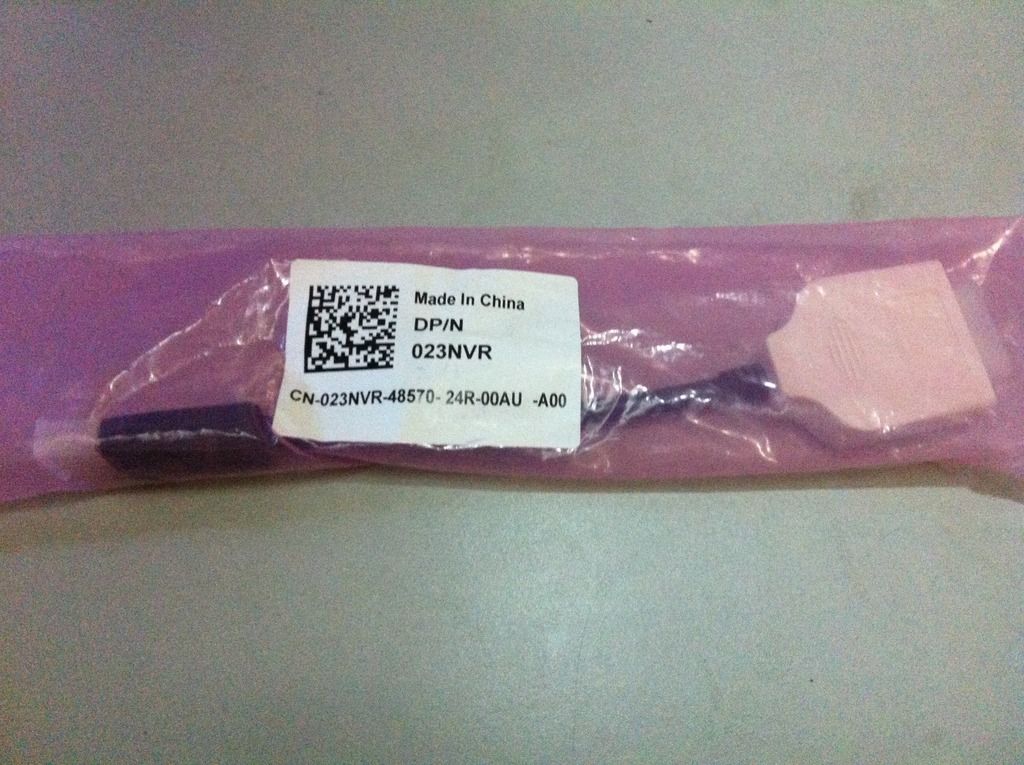 Made In China
DP/N
023NVR
CN-023NVR-48570- 24R-00AU -A00